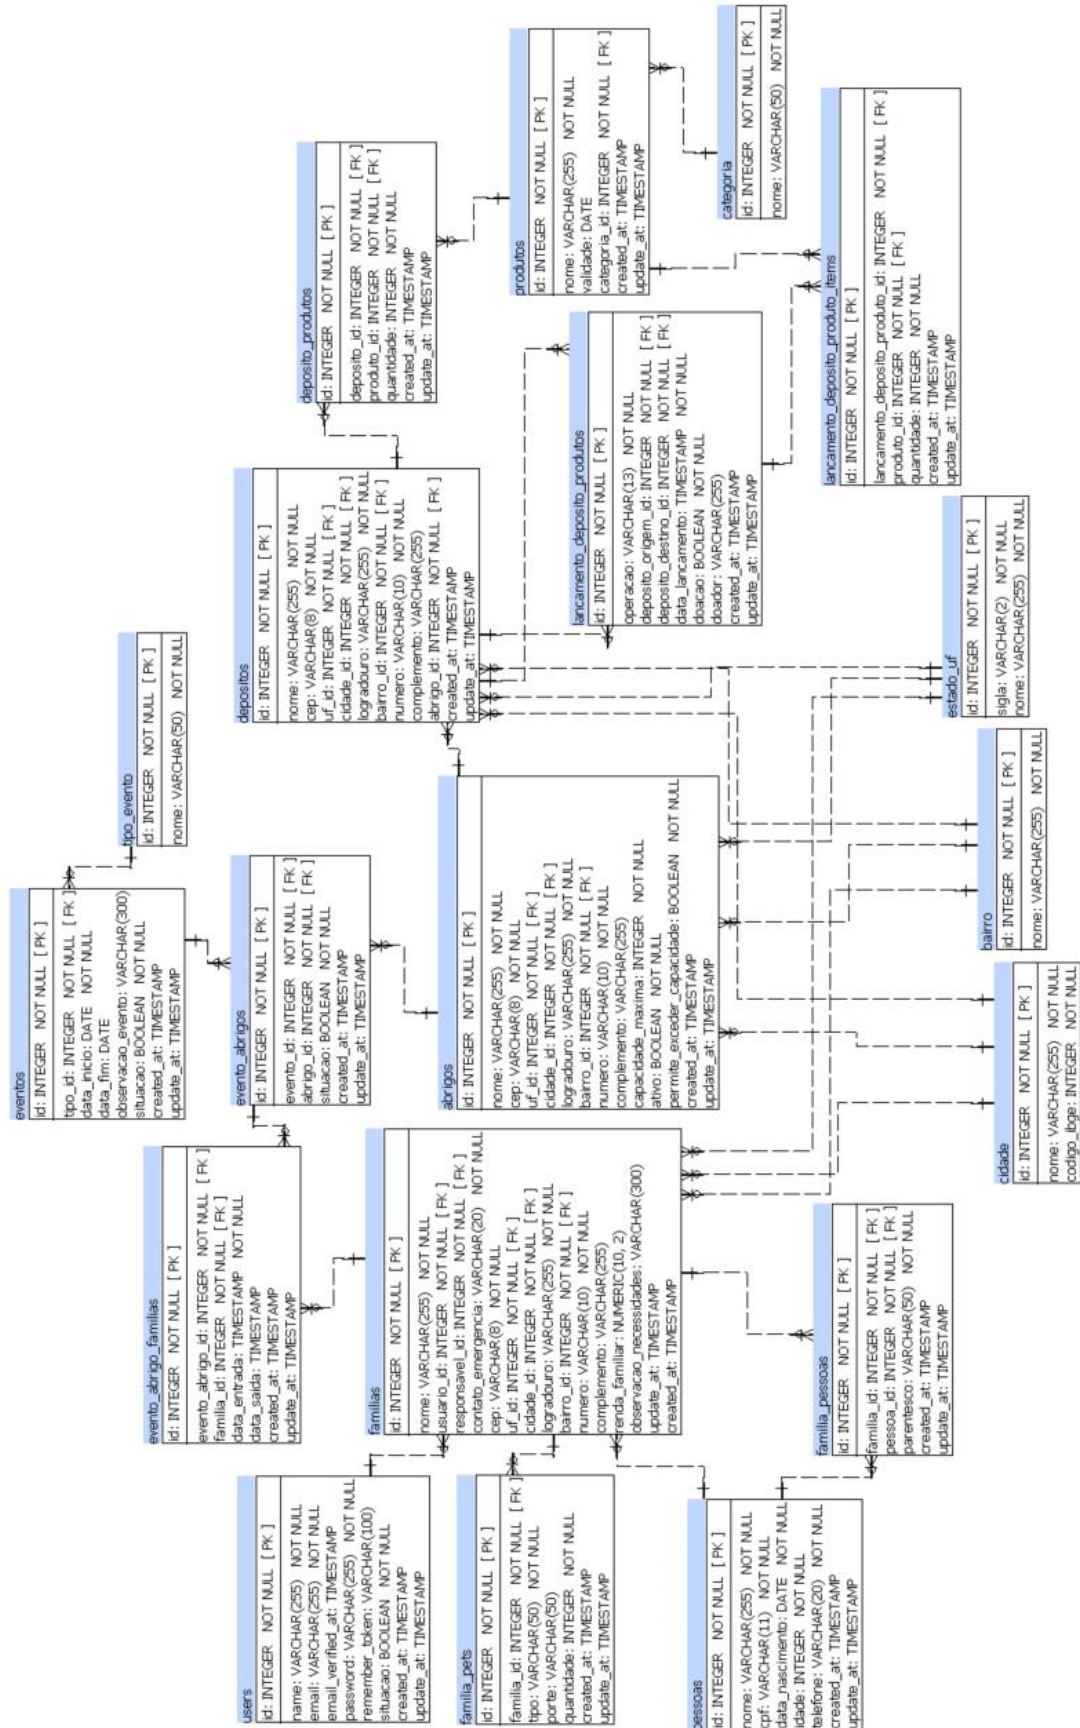 eventos
id: INTEGER NOT NULL [ PK ]
tipo_id: INTEGER NOT NULL [ FK ]
data_inicio: DATE NOT NULL
data_fim: DATE
observacao_evento: VARCHAR(300)
situacao: BOOLEAN NOT NULL
created_at: TIMESTAMP
update_at: TIMESTAMP
tipo_evento
id: INTEGER NOT NULL [ PK ]
nome: VARCHAR(50) NOT NULL
evento_abrigo_familias
id: INTEGER NOT NULL [ PK ]
evento_abrigo_id: INTEGER NOT NULL [ FK ]
familia_id: INTEGER NOT NULL [ FK ]
data_entrada: TIMESTAMP NOT NULL
data_saida: TIMESTAMP
created_at: TIMESTAMP
update_at: TIMESTAMP
evento_abrigos
id: INTEGER NOT NULL [ PK ]
evento_id: INTEGER NOT NULL [ FK ]
abrigo_id: INTEGER NOT NULL [ FK ]
situacao: BOOLEAN NOT NULL
created_at: TIMESTAMP
update_at: TIMESTAMP
depositos
id: INTEGER NOT NULL [ PK ]
nome: VARCHAR(255) NOT NULL
cep: VARCHAR(8) NOT NULL
uf_id: INTEGER NOT NULL [ FK ]
cidade_id: INTEGER NOT NULL [ FK ]
logradouro: VARCHAR(255) NOT NULL
bairro_id: INTEGER NOT NULL [ FK ]
numero: VARCHAR(10) NOT NULL
complemento: VARCHAR(255)
abrigo_id: INTEGER NOT NULL [ FK ]
created_at: TIMESTAMP
update_at: TIMESTAMP
deposito_produtos
id: INTEGER NOT NULL [ PK ]
deposito_id: INTEGER NOT NULL [ FK ]
produto_id: INTEGER NOT NULL [ FK ]
quantidade: INTEGER NOT NULL
created_at: TIMESTAMP
update_at: TIMESTAMP
users
id: INTEGER NOT NULL [ PK ]
name: VARCHAR(255) NOT NULL
email: VARCHAR(255) NOT NULL
email_verified_at: TIMESTAMP
password: VARCHAR(255) NOT NULL
remember_token: VARCHAR(100)
situacao: BOOLEAN NOT NULL
created_at: TIMESTAMP
update_at: TIMESTAMP
familias
id: INTEGER NOT NULL [ PK ]
nome: VARCHAR(255) NOT NULL
usuario_id: INTEGER NOT NULL [ FK ]
responsavel_id: INTEGER NOT NULL [ FK ]
contato_emergencia: VARCHAR(20) NOT NULL
cep: VARCHAR(8) NOT NULL
uf_id: INTEGER NOT NULL [ FK ]
cidade_id: INTEGER NOT NULL [ FK ]
logradouro: VARCHAR(255) NOT NULL
bairro_id: INTEGER NOT NULL [ FK ]
numero: VARCHAR(10) NOT NULL
complemento: VARCHAR(255)
renda_familiar: NUMERIC(10, 2)
observacao_necessidades: VARCHAR(300)
update_at: TIMESTAMP
created_at: TIMESTAMP
abrigos
id: INTEGER NOT NULL [ PK ]
nome: VARCHAR(255) NOT NULL
cep: VARCHAR(8) NOT NULL
uf_id: INTEGER NOT NULL [ FK ]
cidade_id: INTEGER NOT NULL [ FK ]
logradouro: VARCHAR(255) NOT NULL
barro_id: INTEGER NOT NULL [ FK ]
numero: VARCHAR(10) NOT NULL
complemento: VARCHAR(255)
capacidade_maxima: INTEGER NOT NULL
ativo: BOOLEAN NOT NULL
permite_exceder_capacidade: BOOLEAN NOT NULL
created_at: TIMESTAMP
update_at: TIMESTAMP
lancamento_deposito_produtos
id: INTEGER NOT NULL [ PK ]
operacao: VARCHAR(13) NOT NULL
deposito_origem_id: INTEGER NOT NULL [ FK ]
deposito_destino_id: INTEGER NOT NULL [ FK ]
data_lancamento: TIMESTAMP NOT NULL
doacao: BOOLEAN NOT NULL
doador: VARCHAR(255)
created_at: TIMESTAMP
update_at: TIMESTAMP
produtos
id: INTEGER NOT NULL [ PK ]
nome: VARCHAR(255) NOT NULL
validade: DATE
categoria_id: INTEGER NOT NULL [ FK ]
created_at: TIMESTAMP
update_at: TIMESTAMP
familia_pets
id: INTEGER NOT NULL [ PK ]
familia_id: INTEGER NOT NULL [ FK ]
tipo: VARCHAR(50) NOT NULL
porte: VARCHAR(50)
quantidade: INTEGER NOT NULL
created_at: TIMESTAMP
update_at: TIMESTAMP
categoria
id: INTEGER NOT NULL [ PK ]
nome: VARCHAR(50) NOT NULL
pessoas
id: INTEGER NOT NULL [ PK ]
nome: VARCHAR(255) NOT NULL
cpf: VARCHAR(11) NOT NULL
data_nascimento: DATE NOT NULL
idade: INTEGER NOT NULL
telefone: VARCHAR(20) NOT NULL
created_at: TIMESTAMP
update_at: TIMESTAMP
familia_pessoas
id: INTEGER NOT NULL [ PK ]
familia_id: INTEGER NOT NULL [ FK ]
pessoa_id: INTEGER NOT NULL [ FK ]
parentesco: VARCHAR(50) NOT NULL
created_at: TIMESTAMP
update_at: TIMESTAMP
lancamento_deposito_produto_items
id: INTEGER NOT NULL [ PK ]
lancamento_deposito_produto_id: INTEGER NOT NULL [ FK ]
produto_id: INTEGER NOT NULL [ FK ]
quantidade: INTEGER NOT NULL
created_at: TIMESTAMP
update_at: TIMESTAMP
cidade
id: INTEGER NOT NULL [ PK ]
nome: VARCHAR(255) NOT NULL
codigo_ibge: INTEGER NOT NULL
bairro
id: INTEGER NOT NULL [ PK ]
nome: VARCHAR(255) NOT NULL
estado_uf
id: INTEGER NOT NULL [ PK ]
sigla: VARCHAR(2) NOT NULL
nome: VARCHAR(255) NOT NULL